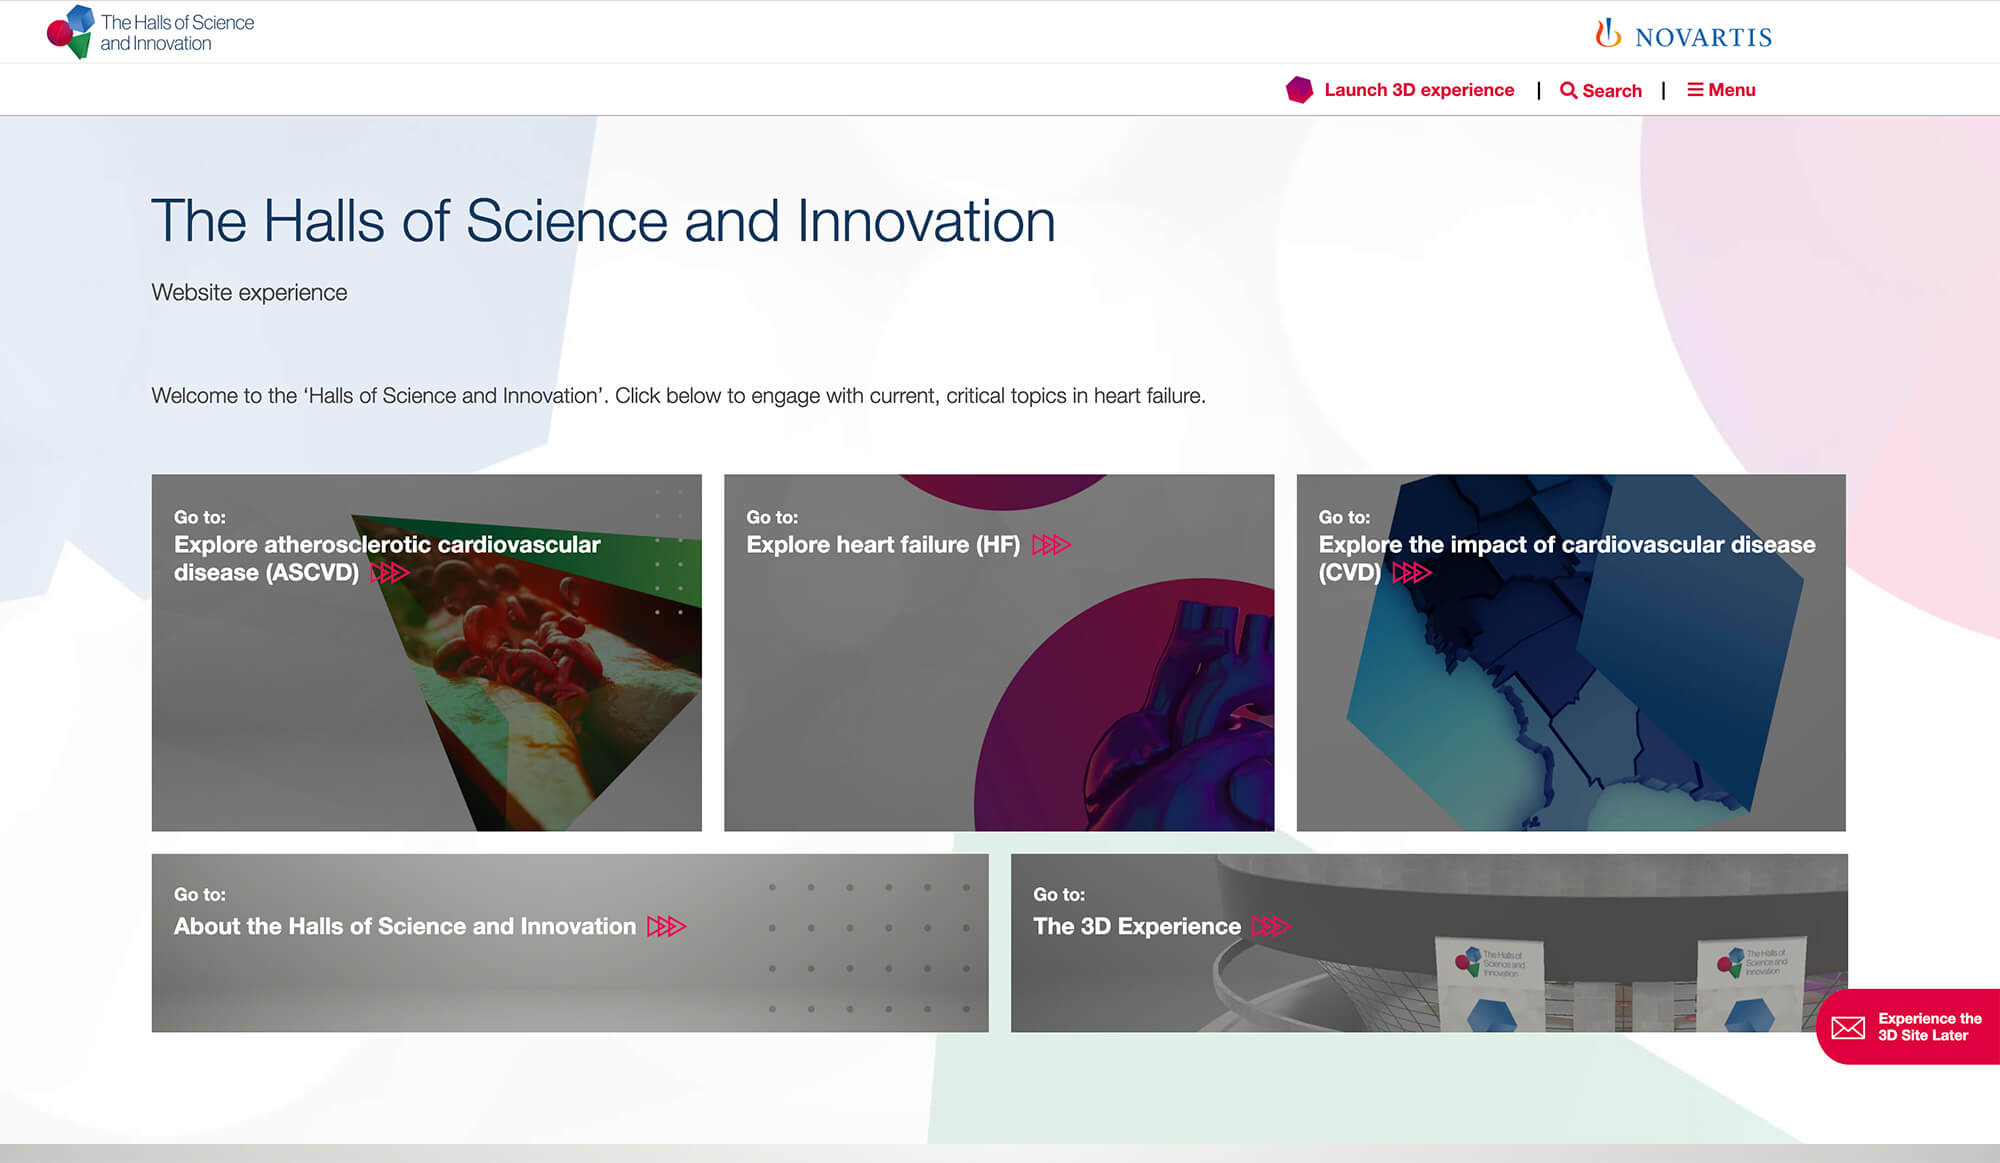 The Halls of Science
and Innovation
NOVARTIS
Launch 3D experience | Search | Menu
The Halls of Science and Innovation
Website experience
Welcome to the ‘Halls of Science and Innovation’. Click below to engage with current, critical topics in heart failure.
Go to:
Explore atherosclerotic cardiovascular
disease (ASCVD)
Go to:
Explore heart failure (HF)
Go to:
Explore the impact of cardiovascular disease
(CVD)
Go to:
About the Halls of Science and Innovation
Go to:
The 3D Experience
The Halls of
Science and
Innovation
The Halls of
Science and
Innovation
Experience the
3D Site Later